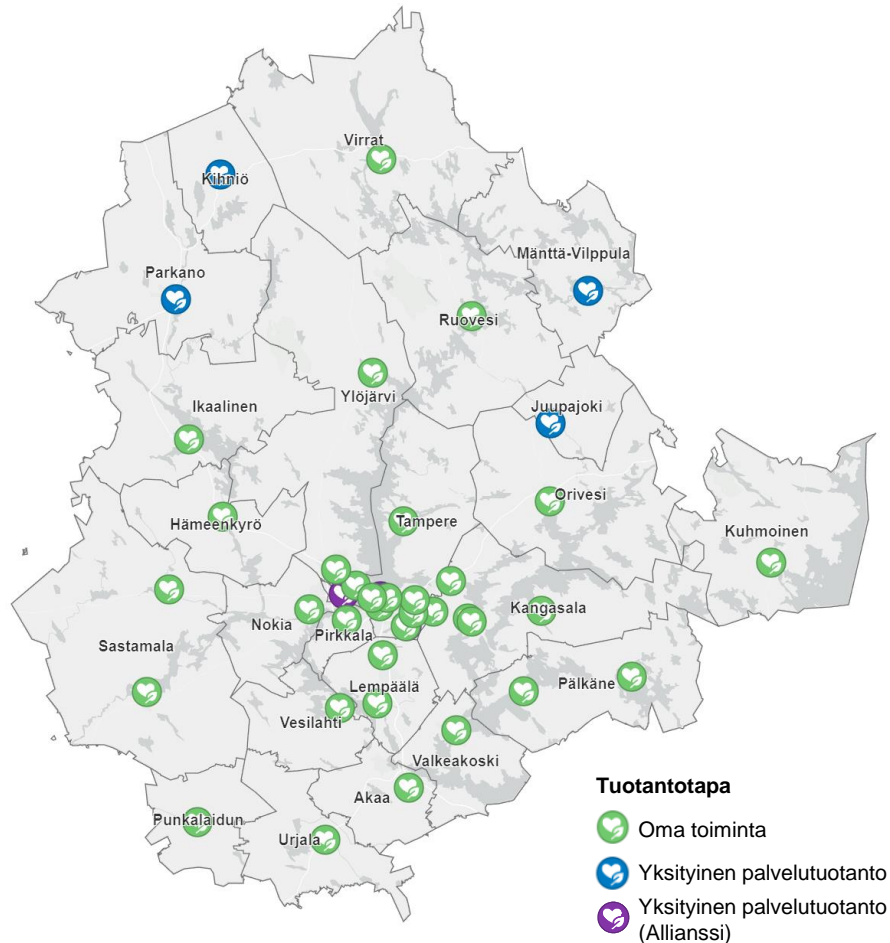 Virrat
Kihniö
Mänttä-Vilppula
Parkano
Ruovesi
Ylöjärvi
Ikaalinen
Juupajoki
Orivesi
Hämeenkyrö
Tampere
Kuhmoinen
Nokia
Pirkkala
Kangasala
Sastamala
Lempäälä
Pälkäne
Vesilahti
Valkeakoski
Akaa
Punkalaidun
Urjala
Tuotantotapa
Oma toiminta
Yksityinen palvelutuotanto
Yksityinen palvelutuotanto
(Allianssi)